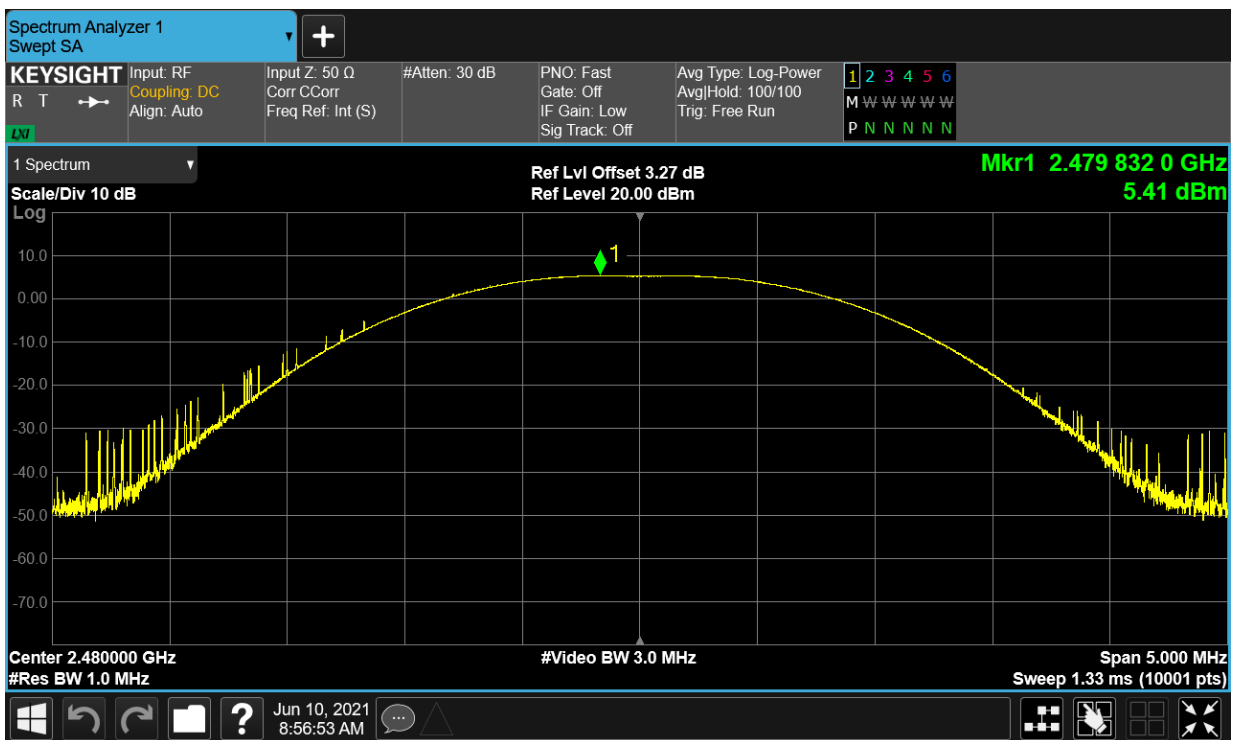 Spectrum Analyzer 1
Swept SA
KEYSIGHT
R T
LXI
Input: RF
Coupling: DC
Align: Auto
Input Z: 50 Ω
Corr CCorr
Freq Ref: Int (S)
#Atten: 30 dB
PNO: Fast
Gate: Off
IF Gain: Low
Sig Track: Off
Avg Type: Log-Power
Avg|Hold: 100/100
Trig: Free Run
1 2 3 4 5 6
M W W W W W
P N N N N N
1 Spectrum
Scale/Div 10 dB
Log
Ref Lvl Offset 3.27 dB
Ref Level 20.00 dBm
Mkr1 2.479 832 0 GHz
5.41 dBm
1
10.0
0.00
-10.0
-20.0
-30.0
-40.0
-50.0
-60.0
-70.0
Center 2.480000 GHz
#Res BW 1.0 MHz
#Video BW 3.0 MHz
Span 5.000 MHz
Sweep 1.33 ms (10001 pts)
?
Jun 10, 2021
8:56:53 AM